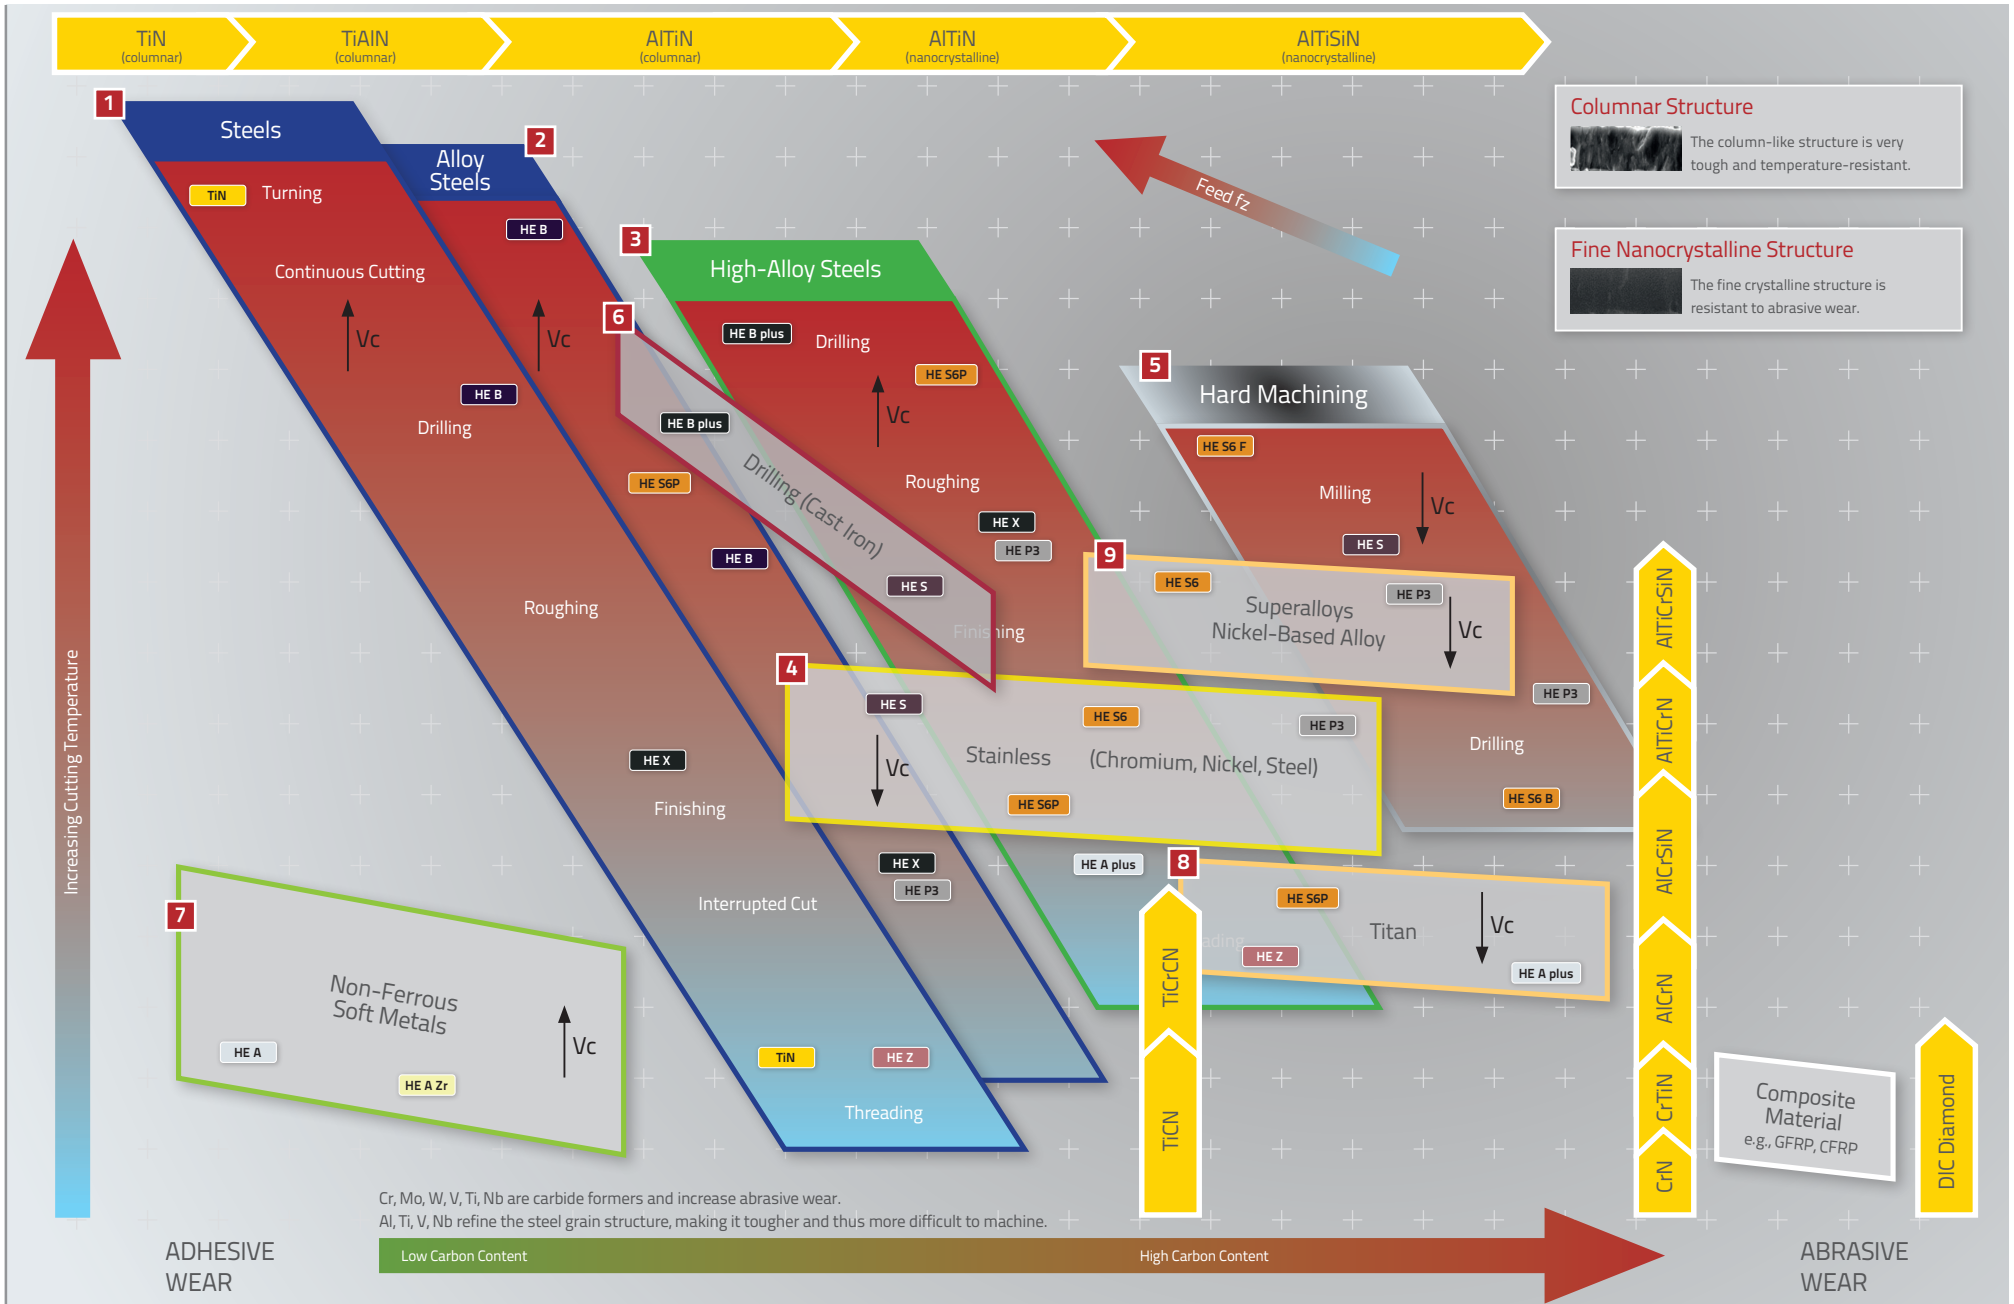 TiN
(columnar)
TiAlN
(columnar)
AlTiN
(columnar)
AlTiN
(nanocrystalline)
AlTiSiN
(nanocrystalline)
1
Steels
2
Alloy
Steels
TiN
Turning
HE B
Continuous Cutting
Vc
Vc
HE B
Drilling
Roughing
HE X
Finishing
Interrupted Cut
TiN
HE Z
Threading
HE S6P
HE B
HE X
HE P3
3
High-Alloy Steels
HE B plus
Drilling
HE S6P
Vc
Roughing
HE X
HE P3
Finishing
HE A plus
ading
6
HE B plus
Drilling (Cast Iron)
HE S
Feed fz
Columnar Structure
The column-like structure is very
tough and temperature-resistant.
Fine Nanocrystalline Structure
The fine crystalline structure is
resistant to abrasive wear.
5
Hard Machining
HE S6 F
Milling
Vc
HE S
HE P3
Drilling
HE S6 B
9
HE S6
HE P3
Superalloys
Nickel-Based Alloy
Vc
4
HE S
HE S6
HE P3
Vc
Stainless (Chromium, Nickel, Steel)
HE S6P
8
HE S6P
Titan
Vc
HE Z
HE A plus
7
Non-Ferrous
Soft Metals
HE A
HE A Zr
Vc
Increasing Cutting Temperature
TiCrCN
TiCN
AlTiCrSiN
AlTiCrN
AlCrSiN
AlCrN
CrTiN
CrN
Composite
Material
e.g., GFRP, CFRP
DIC Diamond
Cr, Mo, W, V, Ti, Nb are carbide formers and increase abrasive wear.
Al, Ti, V, Nb refine the steel grain structure, making it tougher and thus more difficult to machine.
ADHESIVE
WEAR
Low Carbon Content
High Carbon Content
ABRASIVE
WEAR